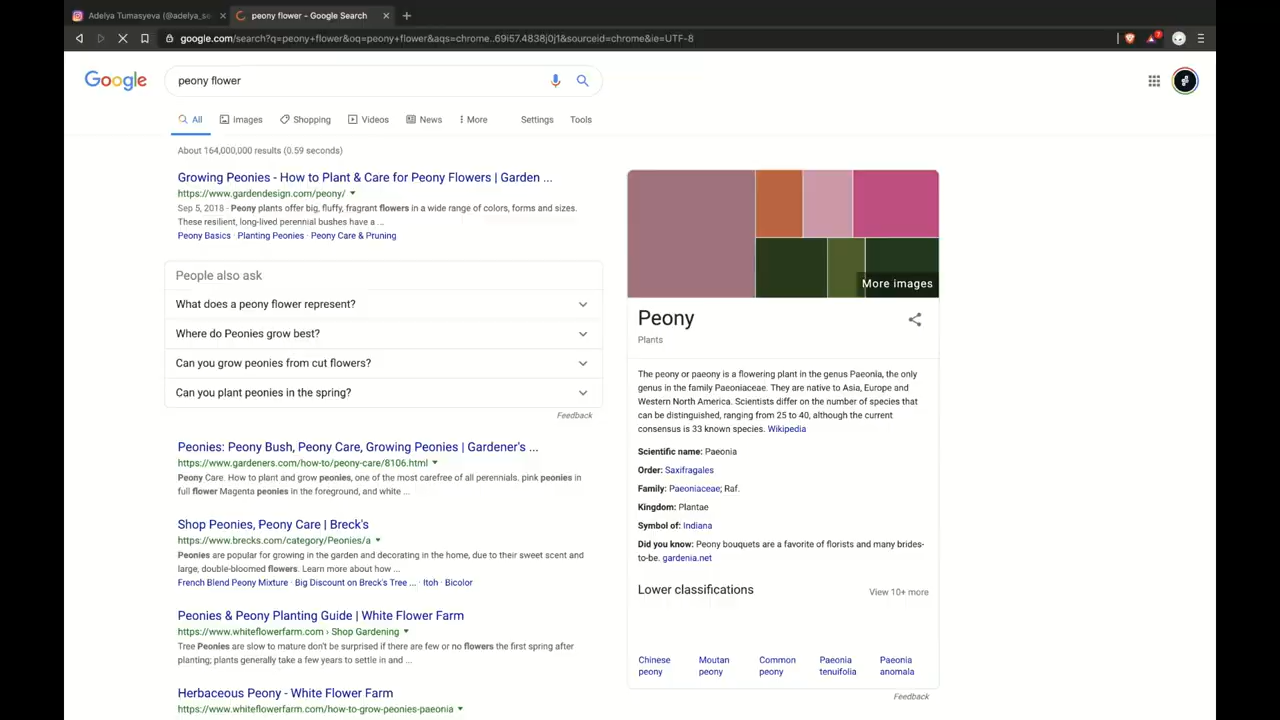 Adelya Tumasyeva (@adelya_se
peony flower - Google Search
google.com/search?q=peony+flower&oq=peony+flower&aqs=chrome..69i57.4838j0j1&sourceid=chrome&ie=UTF-8
7
Google
peony flower
All Images Shopping Videos News More Settings Tools
About 164,000,000 results (0.59 seconds)
Growing Peonies - How to Plant & Care for Peony Flowers | Garden ...
https://www.gardendesign.com/peony/
Sep 5, 2018 - Peony plants offer big, fluffy, fragrant flowers in a wide range of colors, forms and sizes.
These resilient, long-lived perennial bushes have a ...
Peony Basics · Planting Peonies · Peony Care & Pruning
People also ask
What does a peony flower represent?
Where do Peonies grow best?
Can you grow peonies from cut flowers?
Can you plant peonies in the spring?
Feedback
Peonies: Peony Bush, Peony Care, Growing Peonies | Gardener's ...
https://www.gardeners.com/how-to/peony-care/8106.html
Peony Care. How to plant and grow peonies, one of the most carefree of all perennials. pink peonies in
full flower Magenta peonies in the foreground, and white ...
Shop Peonies, Peony Care | Breck's
https://www.brecks.com/category/Peonies/a
Peonies are popular for growing in the garden and decorating in the home, due to their sweet scent and
large, double-bloomed flowers. Learn more about how ...
French Blend Peony Mixture · Big Discount on Breck's Tree ... · Itoh · Bicolor
Peonies & Peony Planting Guide | White Flower Farm
https://www.whiteflowerfarm.com › Shop Gardening
Tree Peonies are slow to mature don't be surprised if there are few or no flowers the first spring after
planting; plants generally take a few years to settle in and ...
Herbaceous Peony - White Flower Farm
https://www.whiteflowerfarm.com/how-to-grow-peonies-paeonia
More images
Peony
Plants
The peony or paeony is a flowering plant in the genus Paeonia, the only
genus in the family Paeoniaceae. They are native to Asia, Europe and
Western North America. Scientists differ on the number of species that
can be distinguished, ranging from 25 to 40, although the current
consensus is 33 known species. Wikipedia
Scientific name: Paeonia
Order: Saxifragales
Family: Paeoniaceae; Raf.
Kingdom: Plantae
Symbol of: Indiana
Did you know: Peony bouquets are a favorite of florists and many brides-
to-be. gardenia.net
Lower classifications
View 10+ more
Chinese peony
Moutan peony
Common peony
Paeonia tenuifolia
Paeonia anomala
Feedback